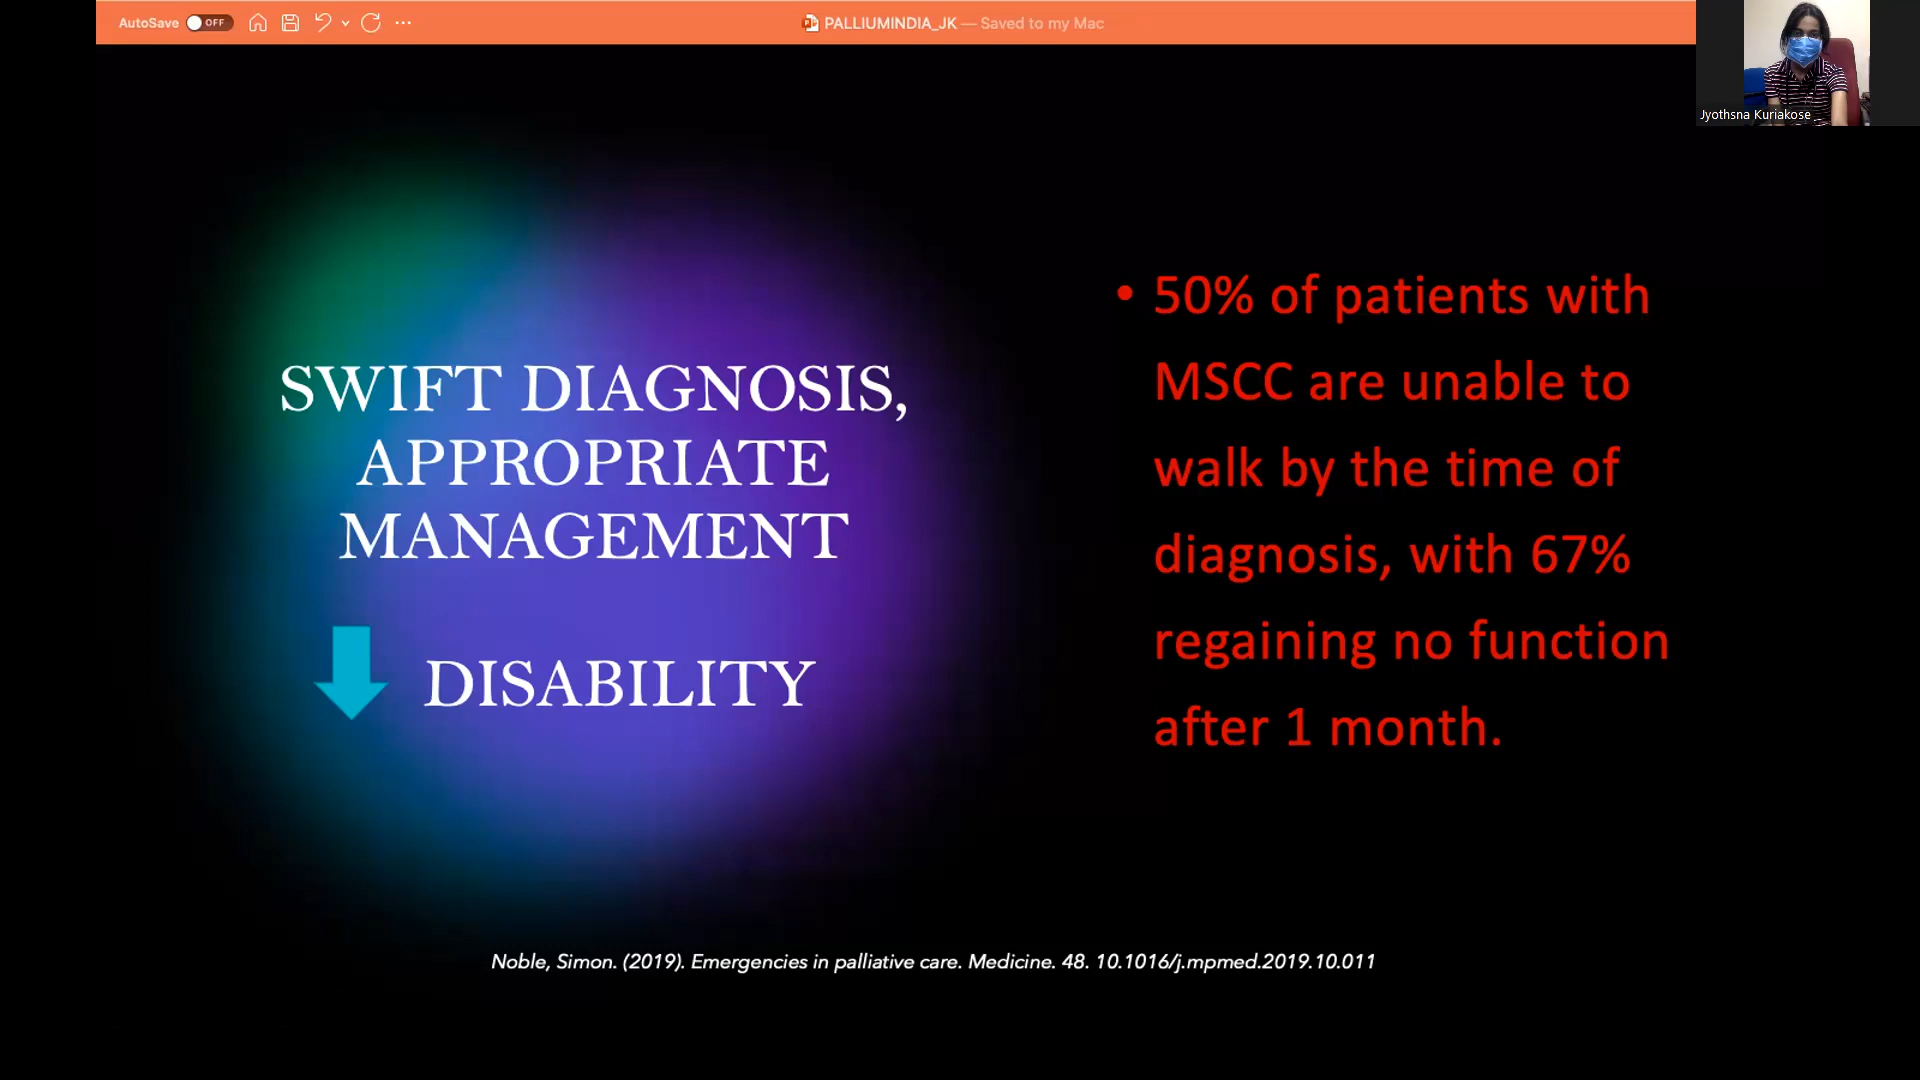 AutoSave OFF PALLIUMINDIA_JK — Saved to my Mac
Jyothsna Kuriakose
SWIFT DIAGNOSIS,
APPROPRIATE
MANAGEMENT
DISABILITY
• 50% of patients with
MSCC are unable to
walk by the time of
diagnosis, with 67%
regaining no function
after 1 month.
Noble, Simon. (2019). Emergencies in palliative care. Medicine. 48. 10.1016/j.mpmed.2019.10.011